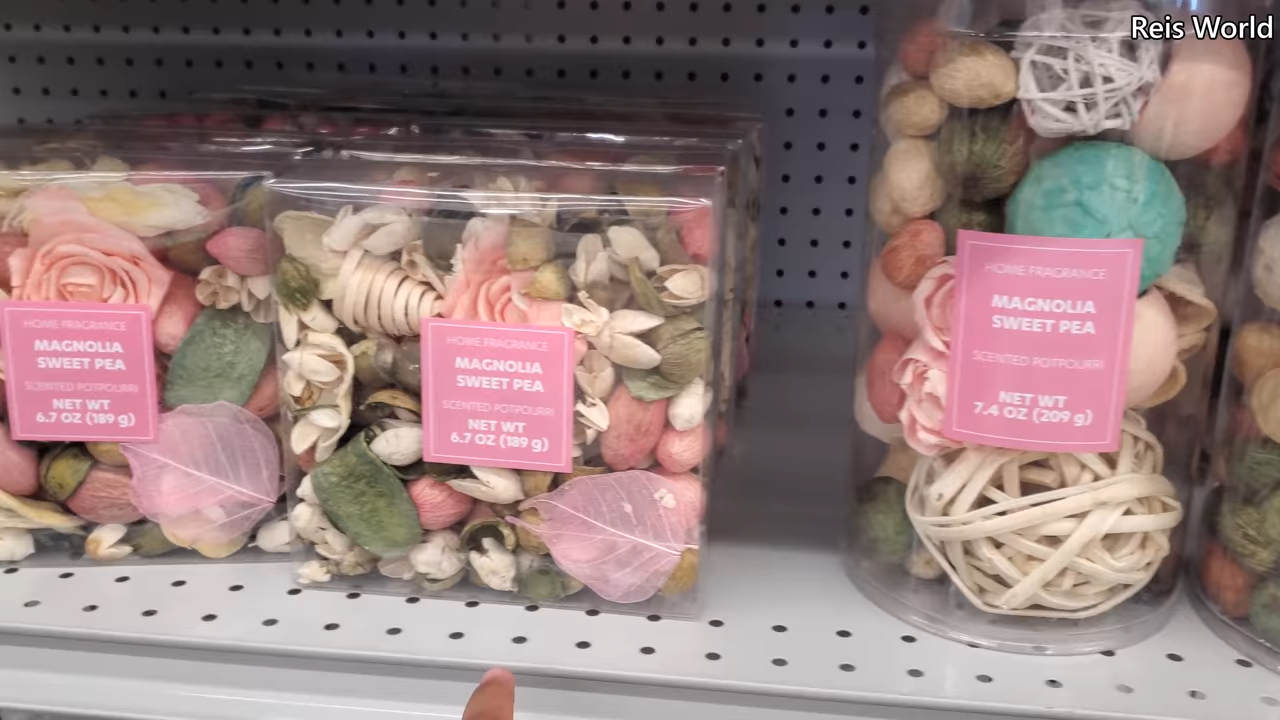 Reis World
HOME FRAGRANCE
MAGNOLIA
SWEET PEA
SCENTED POTPOURRI
NET WT
6.7 OZ (189 g)
HOME FRAGRANCE
MAGNOLIA
SWEET PEA
SCENTED POTPOURRI
NET WT
6.7 OZ (189 g)
HOME FRAGRANCE
MAGNOLIA
SWEET PEA
SCENTED POTPOURRI
NET WT
7.4 OZ (209 g)